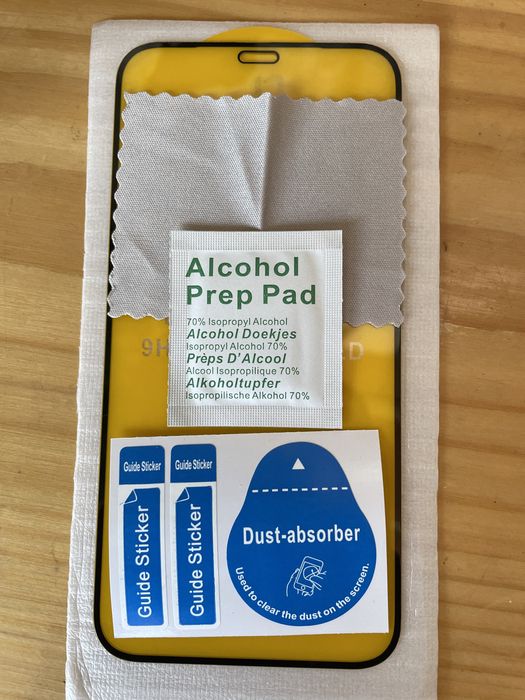 9H
D
Alcohol
Prep Pad
70% Isopropyl Alcohol
Alcohol Doekjes
Isopropyl Alcohol 70%
Prèps D'Alcool
Alcool Isopropilique 70%
Alkoholtupfer
Isopropilische Alkohol 70%
Guide Sticker
Guide Sticker
Guide Sticker
Guide Sticker
Dust-absorber
Used to clear the dust on the screen.